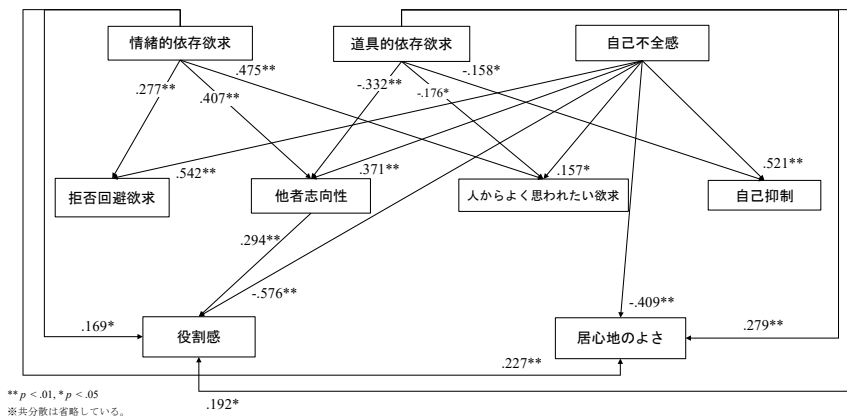 情緒的依存欲求
道具的依存欲求
自己不全感
.475**
-.158*
.277**
.407**
-.332**
-.176*
.542**
.371**
.157*
.521**
拒否回避欲求
他者志向性
人からよく思われたい欲求
自己抑制
.294**
-.576**
-.409**
.169*
役割感
居心地のよさ
.279**
.227**
.192*
** p < .01, * p < .05
※共分散は省略している。